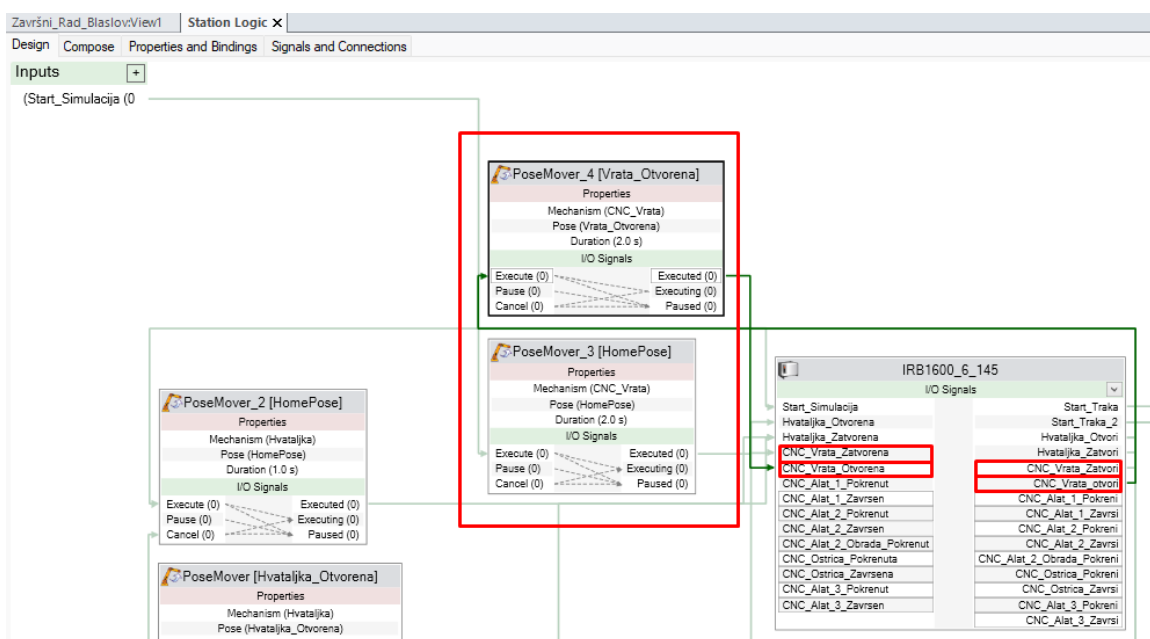 Završni_Rad_Blaslov:View1 Station Logic X
Design Compose Properties and Bindings Signals and Connections
Inputs +
(Start_Simulacija (0
PoseMover_4 [Vrata_Otvorena]
Properties
Mechanism (CNC_Vrata)
Pose (Vrata_Otvorena)
Duration (2.0 s)
I/O Signals
Execute (0) Executed (0)
Pause (0) Executing (0)
Cancel (0) Paused (0)
PoseMover_3 [HomePose]
Properties
Mechanism (CNC_Vrata)
Pose (HomePose)
Duration (2.0 s)
I/O Signals
Execute (0) Executed (0)
Pause (0) Executing (0)
Cancel (0) Paused (0)
PoseMover_2 [HomePose]
Properties
Mechanism (Hvataljka)
Pose (HomePose)
Duration (1.0 s)
I/O Signals
Execute (0) Executed (0)
Pause (0) Executing (0)
Cancel (0) Paused (0)
PoseMover [Hvataljka_Otvorena]
Properties
Mechanism (Hvataljka)
Pose (Hvataljka_Otvorena)
IRB1600_6_145
I/O Signals
Start_Simulacija Start_Traka
Hvataljka_Otvorena Start_Traka_2
Hvataljka_Zatvorena Hvataljka_Otvori
CNC_Vrata_Zatvorena Hvataljka_Zatvori
CNC_Vrata_Otvorena CNC_Vrata_Zatvori
CNC_Alat_1_Pokrenut CNC_Vrata_otvori
CNC_Alat_1_Zavrsen CNC_Alat_1_Pokreni
CNC_Alat_2_Pokrenut CNC_Alat_1_Zavrsi
CNC_Alat_2_Zavrsen CNC_Alat_2_Pokreni
CNC_Alat_2_Obrada_Pokrenut CNC_Alat_2_Zavrsi
CNC_Ostrica_Pokrenuta CNC_Alat_2_Obrada_Pokreni
CNC_Ostrica_Zavrsena CNC_Ostrica_Pokreni
CNC_Alat_3_Pokrenut CNC_Ostrica_Zavrsi
CNC_Alat_3_Zavrsen CNC_Alat_3_Pokreni
CNC_Alat_3_Zavrsi